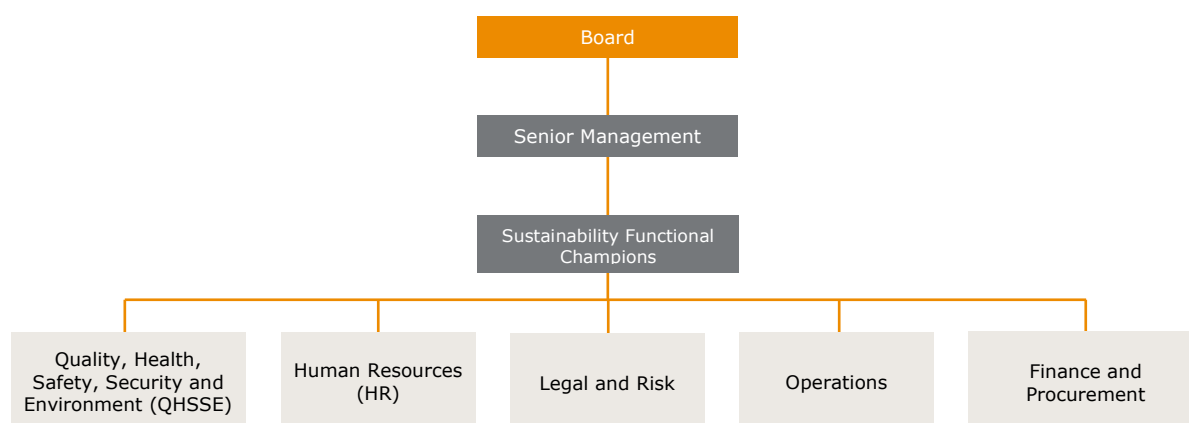 Board
Senior Management
Sustainability Functional
Champions
Quality, Health,
Safety, Security and
Environment (QHSSE)
Human Resources
(HR)
Legal and Risk
Operations
Finance and
Procurement